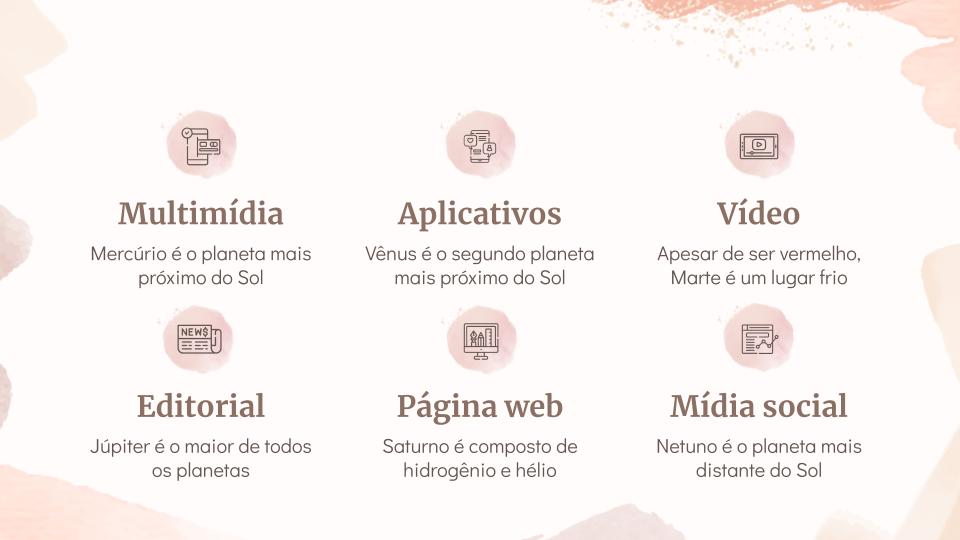 Multimídia
Mercúrio é o planeta mais
próximo do Sol
Aplicativos
Vênus é o segundo planeta
mais próximo do Sol
Vídeo
Apesar de ser vermelho,
Marte é um lugar frio
NEWS
Editorial
Júpiter é o maior de todos
os planetas
Página web
Saturno é composto de
hidrogênio e hélio
Mídia social
Netuno é o planeta mais
distante do Sol